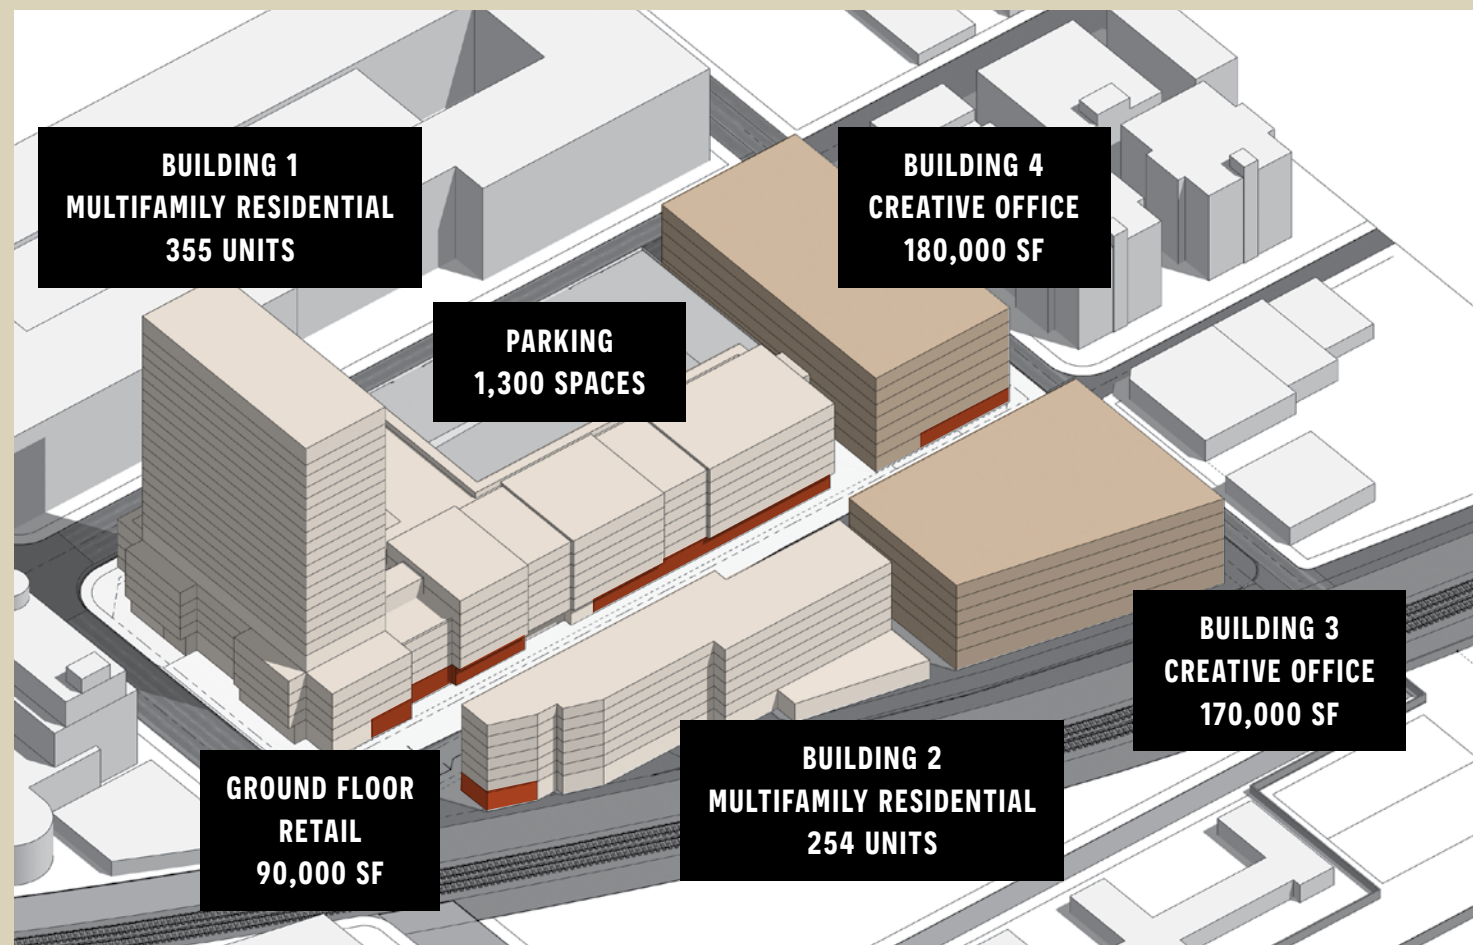 BUILDING 1
MULTIFAMILY RESIDENTIAL
355 UNITS
BUILDING 4
CREATIVE OFFICE
180,000 SF
PARKING
1,300 SPACES
BUILDING 3
CREATIVE OFFICE
170,000 SF
BUILDING 2
MULTIFAMILY RESIDENTIAL
254 UNITS
GROUND FLOOR
RETAIL
90,000 SF